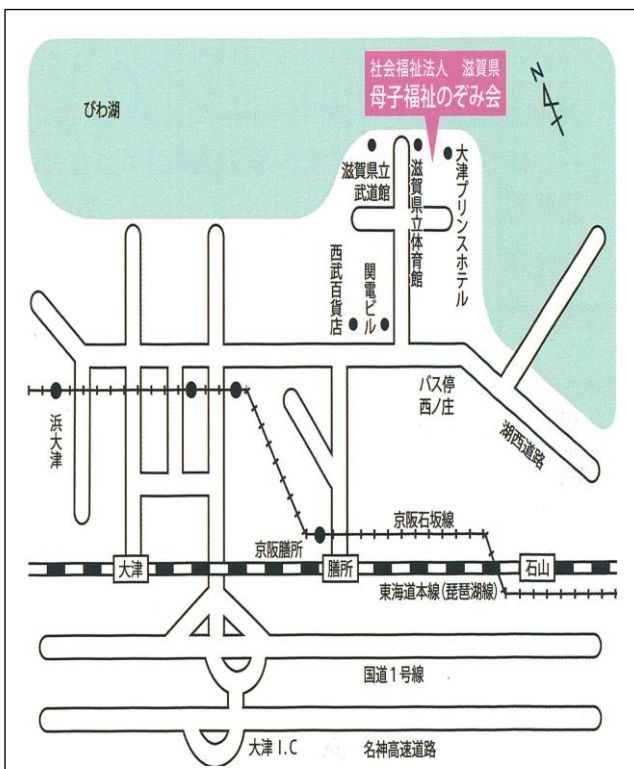 社会福祉法人　滋賀県
母子福祉のぞみ会
N
びわ湖
滋賀県立
武道館
滋賀県立体育館
大津プリンスホテル
西武百貨店
関電ビル
バス停
西ノ庄
湖西道路
浜大津
京阪膳所
京阪石坂線
大津
膳所
石山
東海道本線(琵琶湖線)
国道1号線
大津I.C
名神高速道路